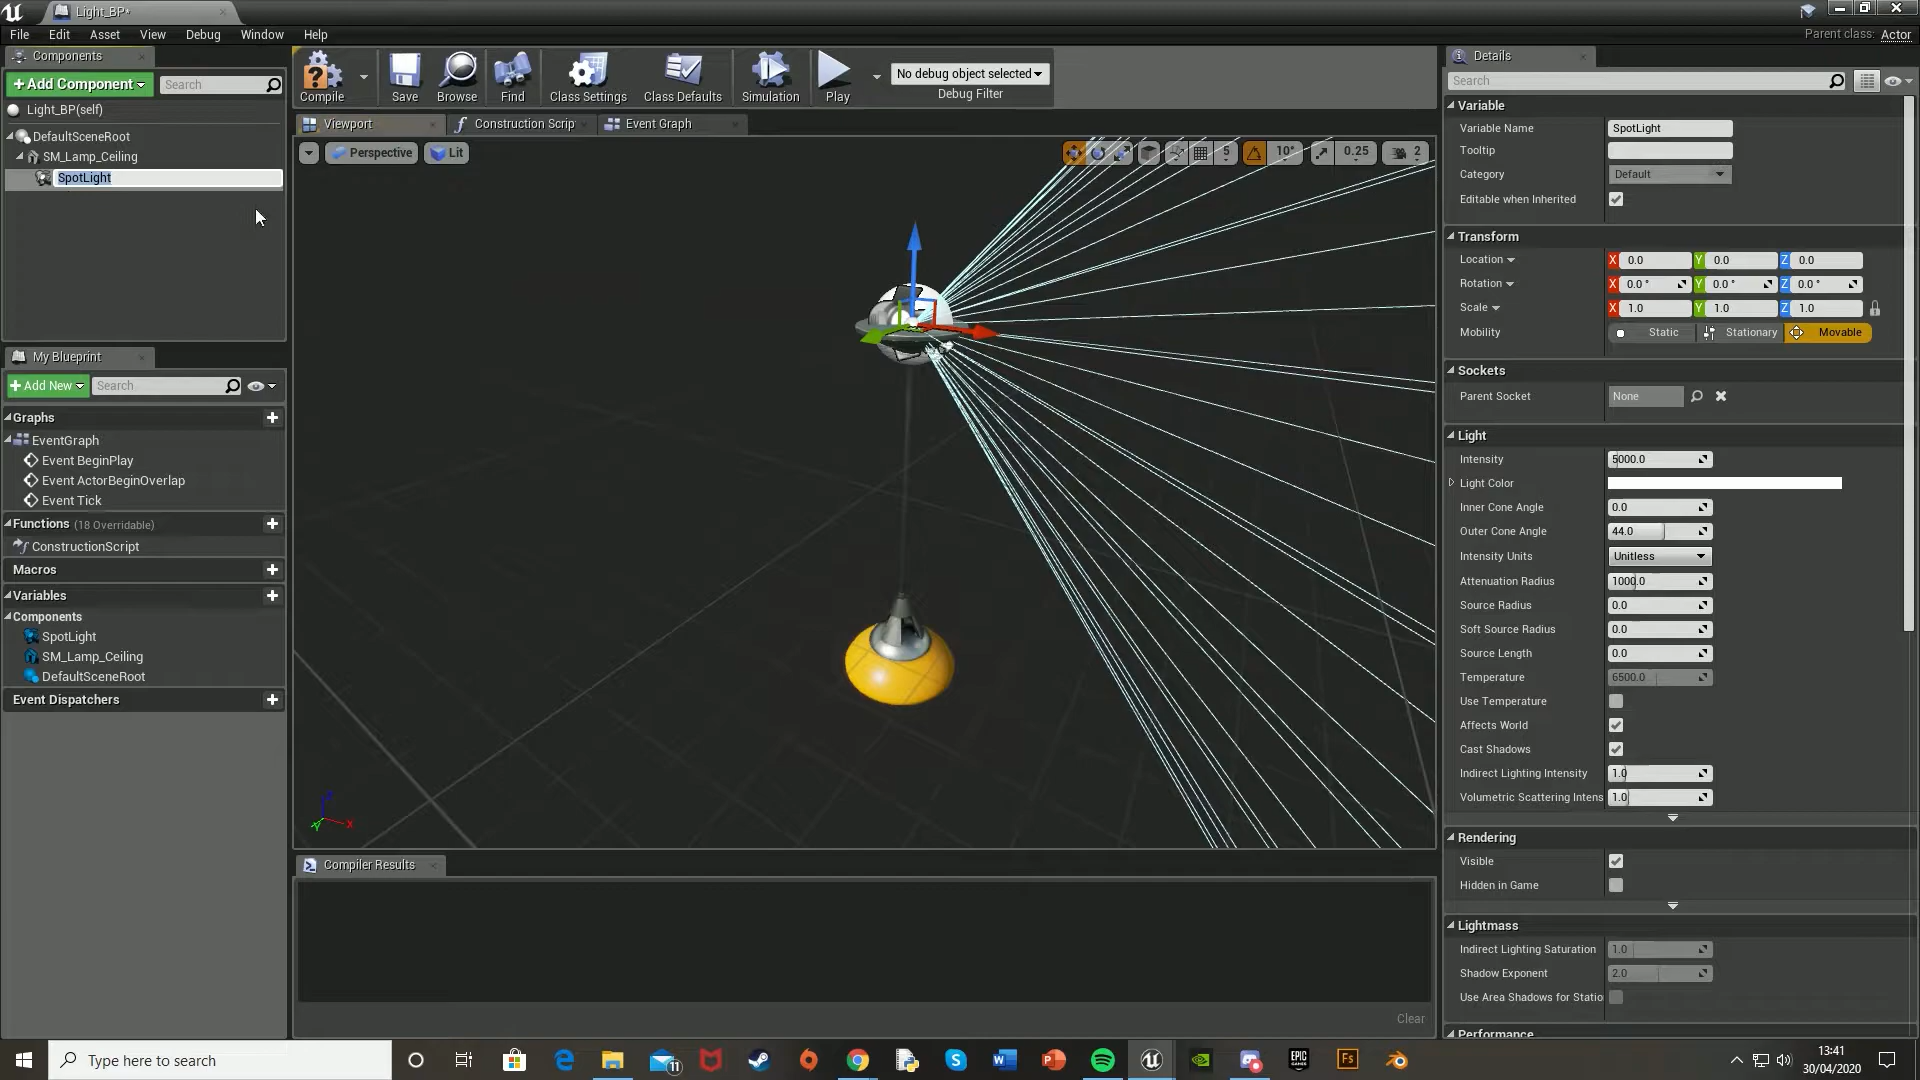 Light_BP*
File Edit Asset View Debug Window Help
Parent class: Actor
Components
+Add Component
Search
Light_BP(self)
DefaultSceneRoot
SM_Lamp_Ceiling
SpotLight
Compile
Save
Browse
Find
Class Settings
Class Defaults
Simulation
Play
No debug object selected
Debug Filter
Viewport
Construction Scrip
Event Graph
Perspective
Lit
5
10°
0.25
2
Z
X
Y
My Blueprint
+Add New
Search
Graphs
EventGraph
Event BeginPlay
Event ActorBeginOverlap
Event Tick
Functions (18 Overridable)
ConstructionScript
Macros
Variables
Components
SpotLight
SM_Lamp_Ceiling
DefaultSceneRoot
Event Dispatchers
Compiler Results
Clear
Details
Search
Variable
Variable Name SpotLight
Tooltip
Category Default
Editable when Inherited
Transform
Location X 0.0 Y 0.0 Z 0.0
Rotation X 0.0 ° Y 0.0 ° Z 0.0 °
Scale X 1.0 Y 1.0 Z 1.0
Mobility Static Stationary Movable
Sockets
Parent Socket None
Light
Intensity 5000.0
Light Color
Inner Cone Angle 0.0
Outer Cone Angle 44.0
Intensity Units Unitless
Attenuation Radius 1000.0
Source Radius 0.0
Soft Source Radius 0.0
Source Length 0.0
Temperature 6500.0
Use Temperature
Affects World
Cast Shadows
Indirect Lighting Intensity 1.0
Volumetric Scattering Intens 1.0
Rendering
Visible
Hidden in Game
Lightmass
Indirect Lighting Saturation 1.0
Shadow Exponent 2.0
Use Area Shadows for Statio
Performance
Type here to search
11
EPIC GAMES
Fs
13:41
30/04/2020